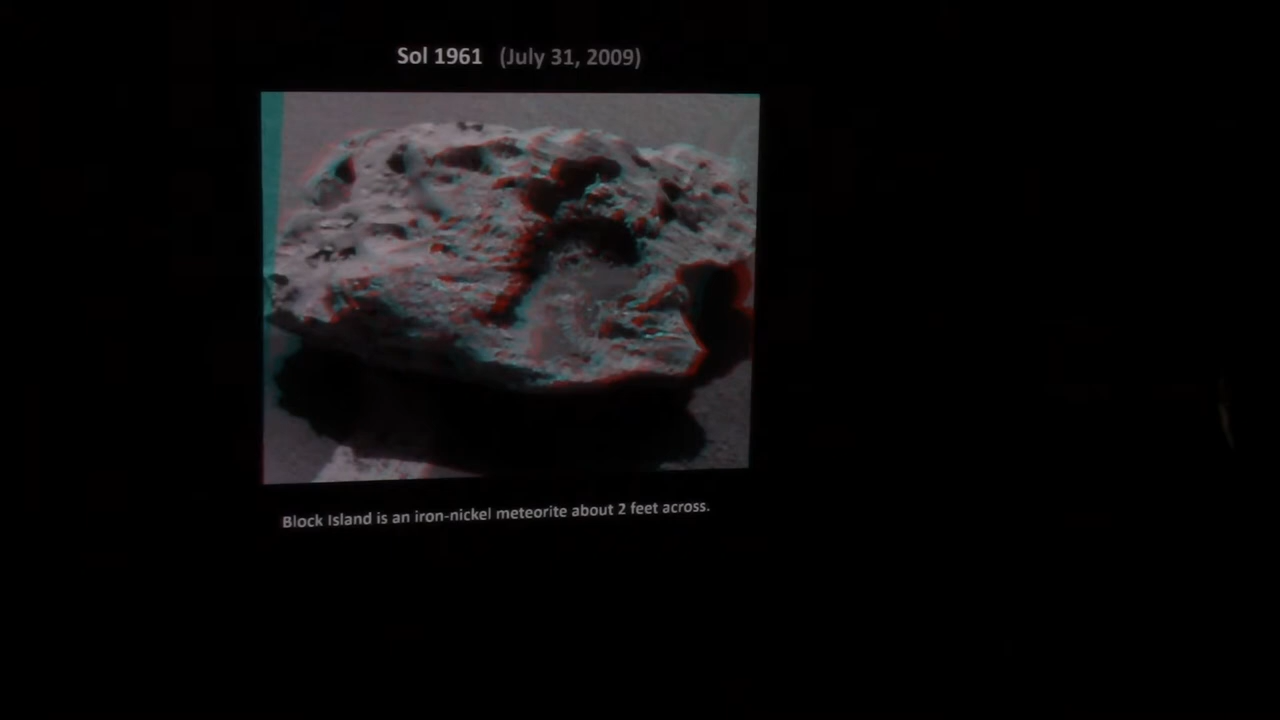 Sol 1961 (July 31, 2009)
Block Island is an iron-nickel meteorite about 2 feet across.